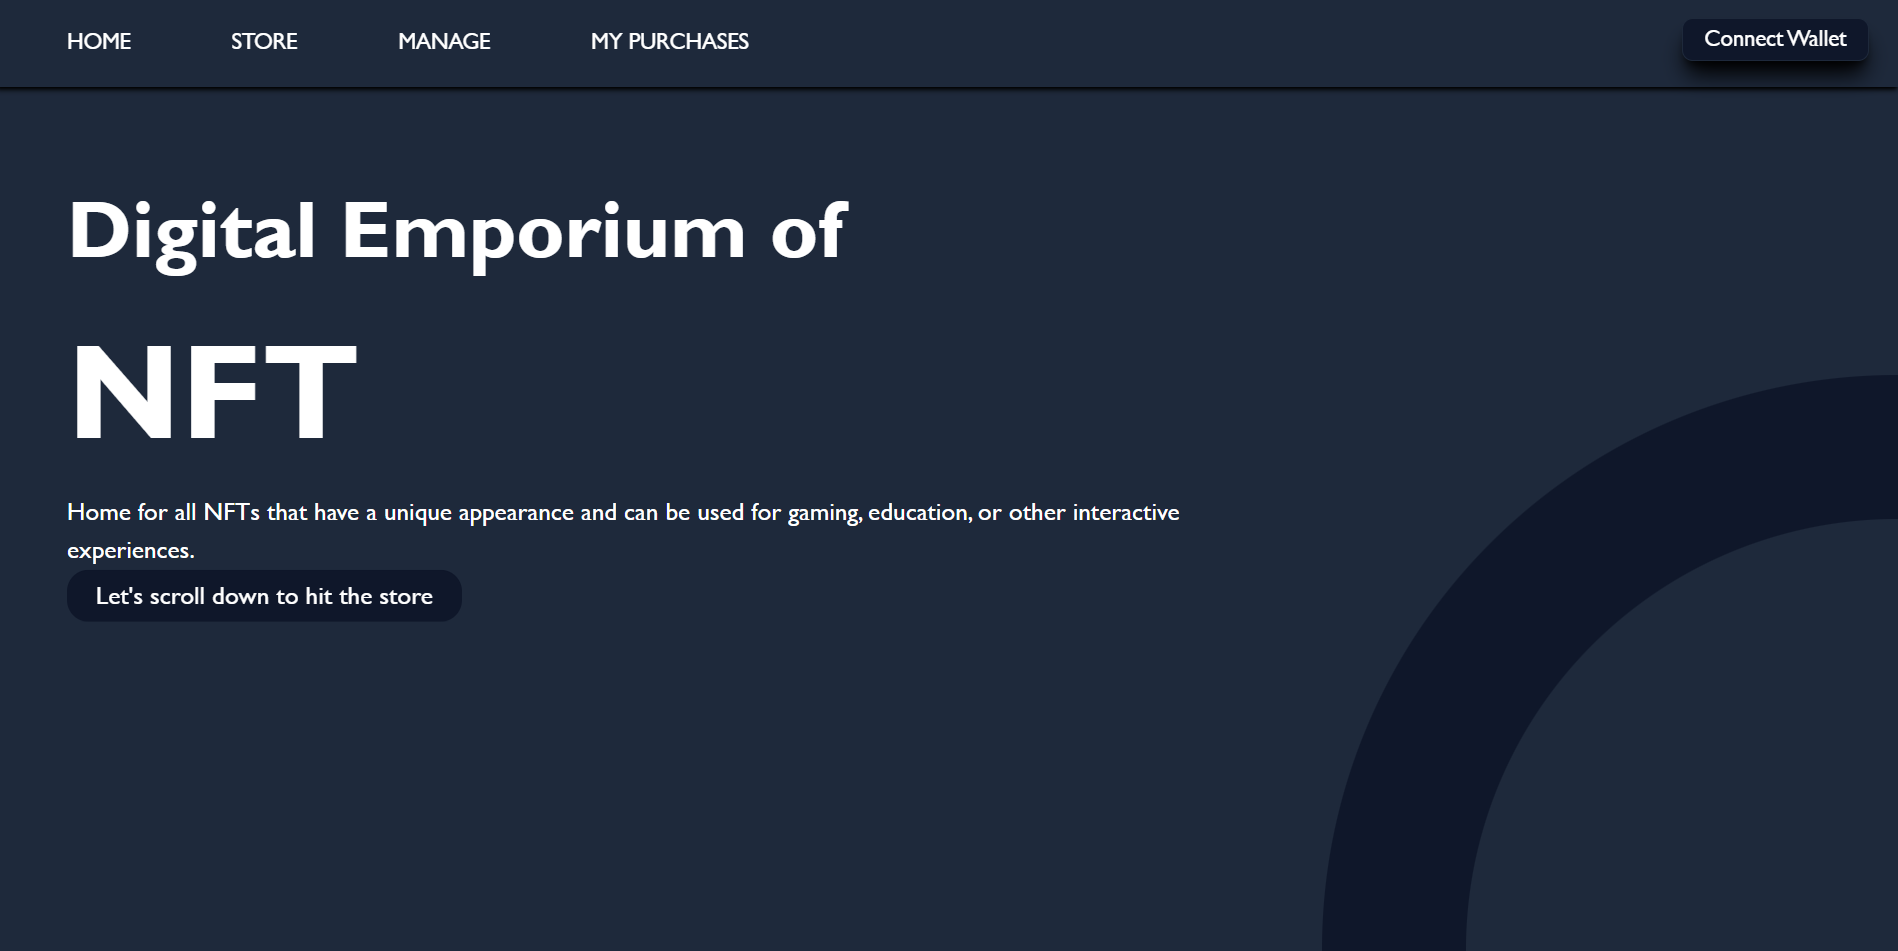 HOME STORE MANAGE MY PURCHASES Connect Wallet
Digital Emporium of
NFT
Home for all NFTs that have a unique appearance and can be used for gaming, education, or other interactive
experiences.
Let's scroll down to hit the store